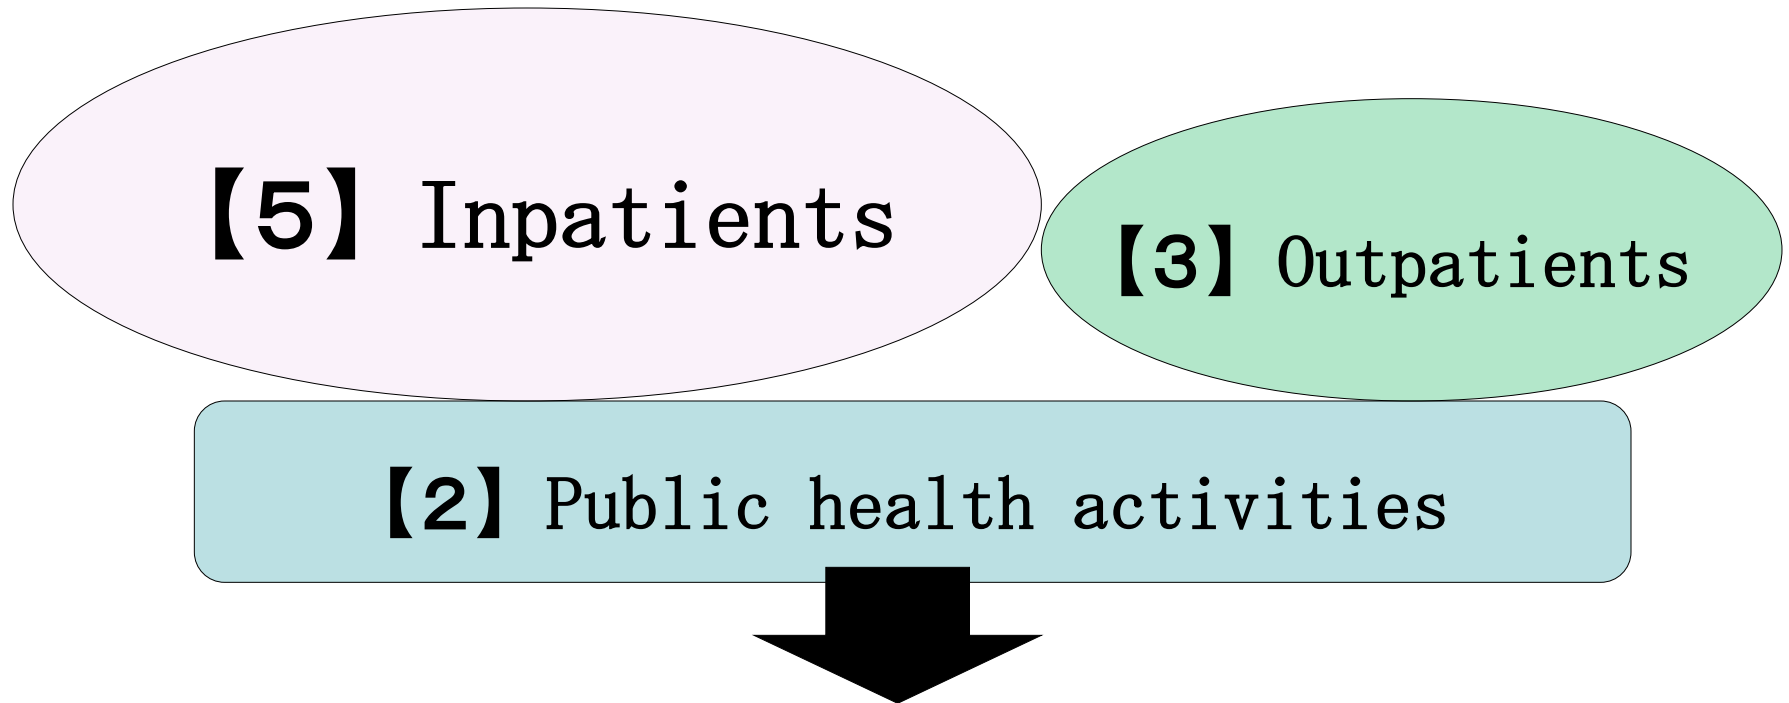 【5】 Inpatients
【3】 Outpatients
【2】 Public health activities